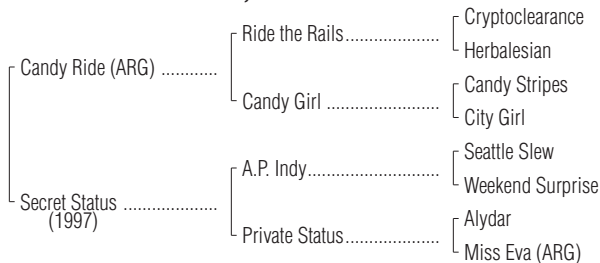 Cryptoclearance
Ride the Rails....................
Herbalesian
Candy Ride (ARG) ............
Candy Stripes
Candy Girl ........................
City Girl
Seattle Slew
A.P. Indy............................
Weekend Surprise
Secret Status ....................
(1997)
Alydar
Private Status....................
Miss Eva (ARG)